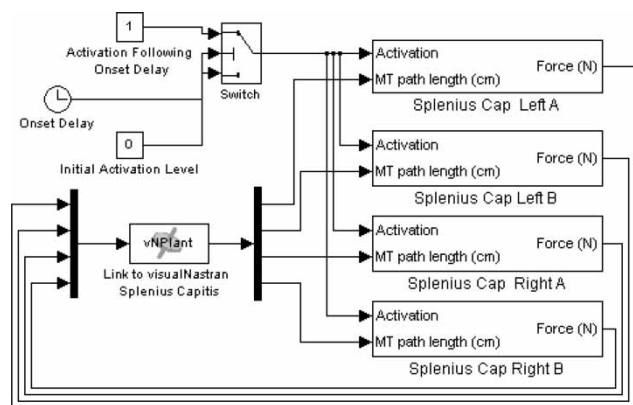 1
Activation Following
Onset Delay
Switch
Onset Delay
0
Initial Activation Level
vNPlant
Link to visualNastran
Splenius Capitis
Activation
MT path length (cm)
Force (N)
Splenius Cap Left A
Activation
MT path length (cm)
Force (N)
Splenius Cap Left B
Activation
MT path length (cm)
Force (N)
Splenius Cap Right A
Activation
MT path length (cm)
Force (N)
Splenius Cap Right B